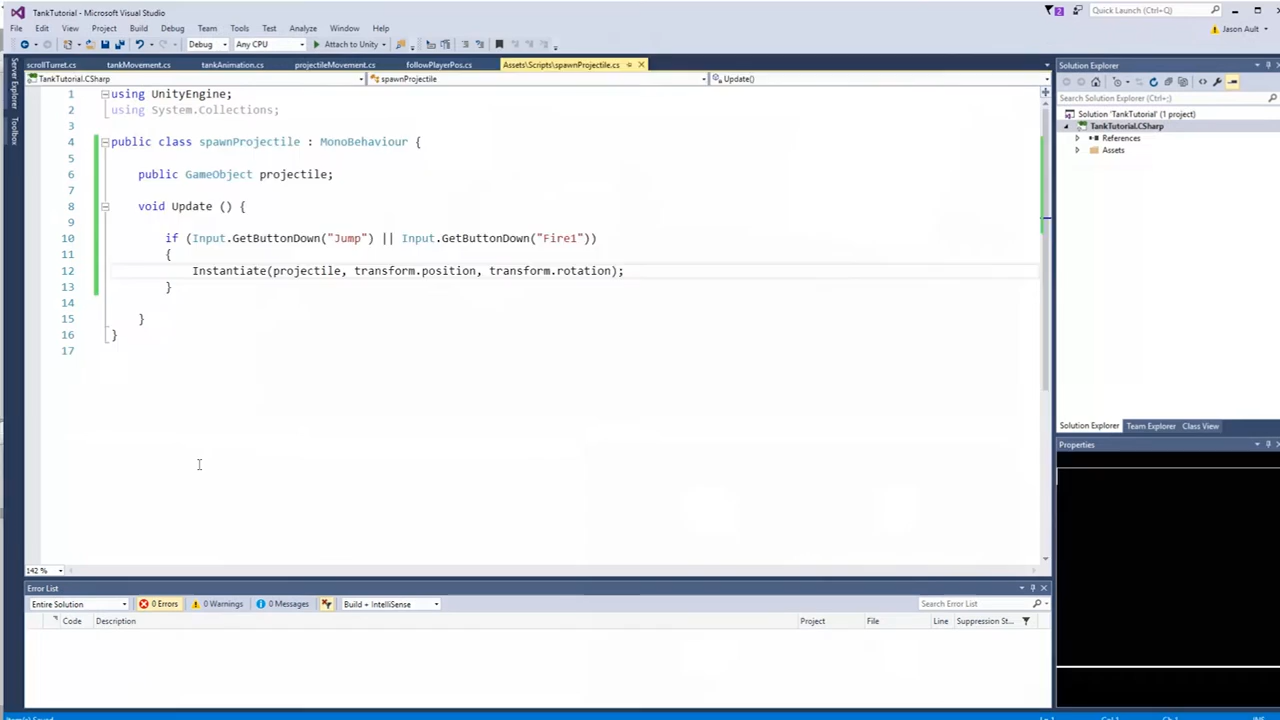 TankTutorial - Microsoft Visual Studio
2
Quick Launch (Ctrl+Q)
File Edit View Project Build Debug Team Tools Test Analyze Window Help
Jason Ault
Debug Any CPU Attach to Unity
Server Explorer
Toolbox
scrollTurret.cs tankMovement.cs tankAnimation.cs projectileMovement.cs followPlayerPos.cs Assets\Scripts\spawnProjectile.cs
TankTutorial.CSharp spawnProjectile Update()
1 using UnityEngine;
2 using System.Collections;
3
4 public class spawnProjectile : MonoBehaviour {
5
6 public GameObject projectile;
7
8 void Update () {
9
10 if (Input.GetButtonDown("Jump") || Input.GetButtonDown("Fire1"))
11 {
12 Instantiate(projectile, transform.position, transform.rotation);
13 }
14
15 }
16 }
17
142 %
Solution Explorer
Search Solution Explorer (Ctrl+;)
Solution 'TankTutorial' (1 project)
TankTutorial.CSharp
References
Assets
Solution Explorer Team Explorer Class View
Properties
Error List
Entire Solution 0 Errors 0 Warnings 0 Messages Build + IntelliSense Search Error List
Code Description Project File Line Suppression St...